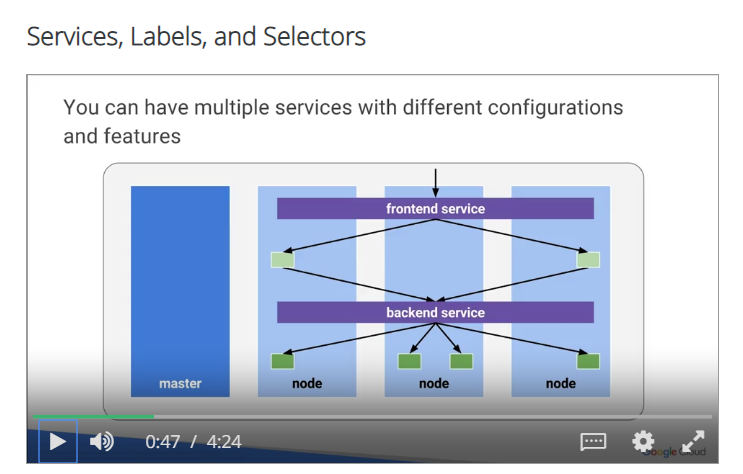 Services, Labels, and Selectors
You can have multiple services with different configurations
and features
frontend service
backend service
master
node
node
node
0:47 / 4:24